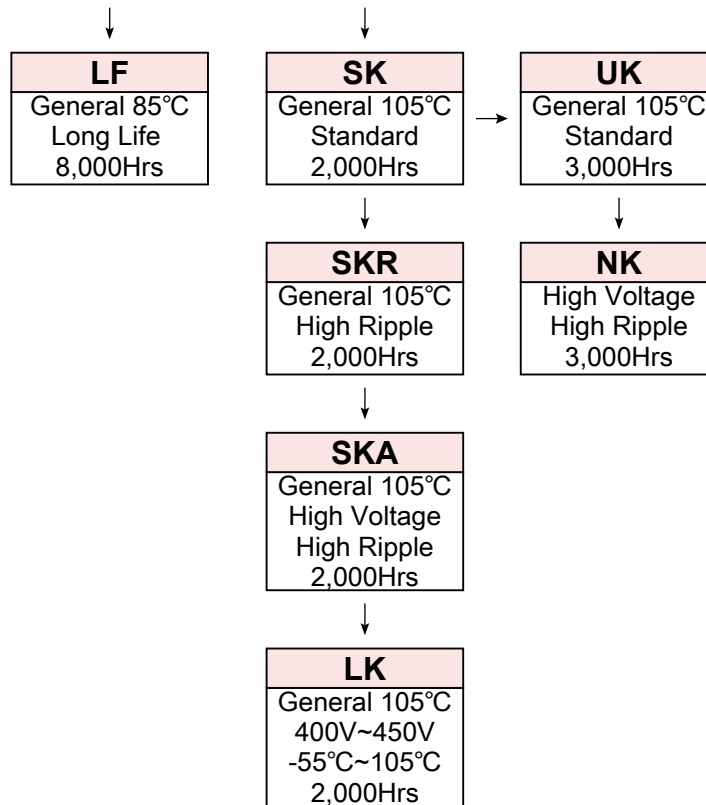 LF
General 85℃
Long Life
8,000Hrs
SK
General 105℃
Standard
2,000Hrs
UK
General 105℃
Standard
3,000Hrs
SKR
General 105℃
High Ripple
2,000Hrs
NK
High Voltage
High Ripple
3,000Hrs
SKA
General 105℃
High Voltage
High Ripple
2,000Hrs
LK
General 105℃
400V~450V
-55℃~105℃
2,000Hrs